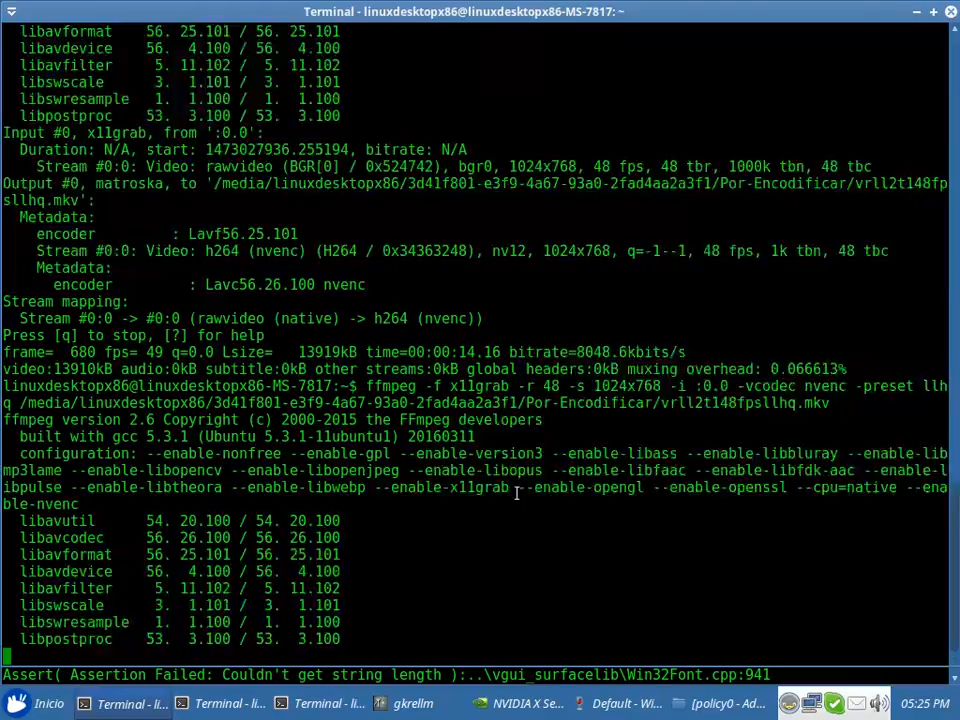 Terminal - linuxdesktopx86@linuxdesktopx86-MS-7817: ~
libavformat    56. 25.101 / 56. 25.101
libavdevice    56.  4.100 / 56.  4.100
libavfilter     5. 11.102 /  5. 11.102
libswscale      3.  1.101 /  3.  1.101
libswresample   1.  1.100 /  1.  1.100
libpostproc    53.  3.100 / 53.  3.100
Input #0, x11grab, from ':0.0':
Duration: N/A, start: 1473027936.255194, bitrate: N/A
Stream #0:0: Video: rawvideo (BGR[0] / 0x524742), bgr0, 1024x768, 48 fps, 48 tbr, 1000k tbn, 48 tbc
Output #0, matroska, to '/media/linuxdesktopx86/3d41f801-e3f9-4a67-93a0-2fad4aa2a3f1/Por-Encodificar/vrll2t148fp
sllhq.mkv':
Metadata:
encoder         : Lavf56.25.101
Stream #0:0: Video: h264 (nvenc) (H264 / 0x34363248), nv12, 1024x768, q=-1--1, 48 fps, 1k tbn, 48 tbc
Metadata:
encoder         : Lavc56.26.100 nvenc
Stream mapping:
Stream #0:0 -> #0:0 (rawvideo (native) -> h264 (nvenc))
Press [q] to stop, [?] for help
frame=  680 fps= 49 q=0.0 Lsize=   13919kB time=00:00:14.16 bitrate=8048.6kbits/s
video:13910kB audio:0kB subtitle:0kB other streams:0kB global headers:0kB muxing overhead: 0.066613%
linuxdesktopx86@linuxdesktopx86-MS-7817:~$ ffmpeg -f x11grab -r 48 -s 1024x768 -i :0.0 -vcodec nvenc -preset llh
q /media/linuxdesktopx86/3d41f801-e3f9-4a67-93a0-2fad4aa2a3f1/Por-Encodificar/vrll2t148fpsllhq.mkv
ffmpeg version 2.6 Copyright (c) 2000-2015 the FFmpeg developers
built with gcc 5.3.1 (Ubuntu 5.3.1-11ubuntu1) 20160311
configuration: --enable-nonfree --enable-gpl --enable-version3 --enable-libass --enable-libbluray --enable-lib
mp3lame --enable-libopencv --enable-libopenjpeg --enable-libopus --enable-libfaac --enable-libfdk-aac --enable-l
ibpulse --enable-libtheora --enable-libwebp --enable-x11grab --enable-opengl --enable-openssl --cpu=native --ena
ble-nvenc
libavutil      54. 20.100 / 54. 20.100
libavcodec     56. 26.100 / 56. 26.100
libavformat    56. 25.101 / 56. 25.101
libavdevice    56.  4.100 / 56.  4.100
libavfilter     5. 11.102 /  5. 11.102
libswscale      3.  1.101 /  3.  1.101
libswresample   1.  1.100 /  1.  1.100
libpostproc    53.  3.100 / 53.  3.100
Assert( Assertion Failed: Couldn't get string length ):..\vgui_surfacelib\Win32Font.cpp:941
Inicio Terminal - li... Terminal - li... Terminal - li... gkrellm NVIDIA X Se... Default - Wi... [policy0 - Ad... 05:25 PM